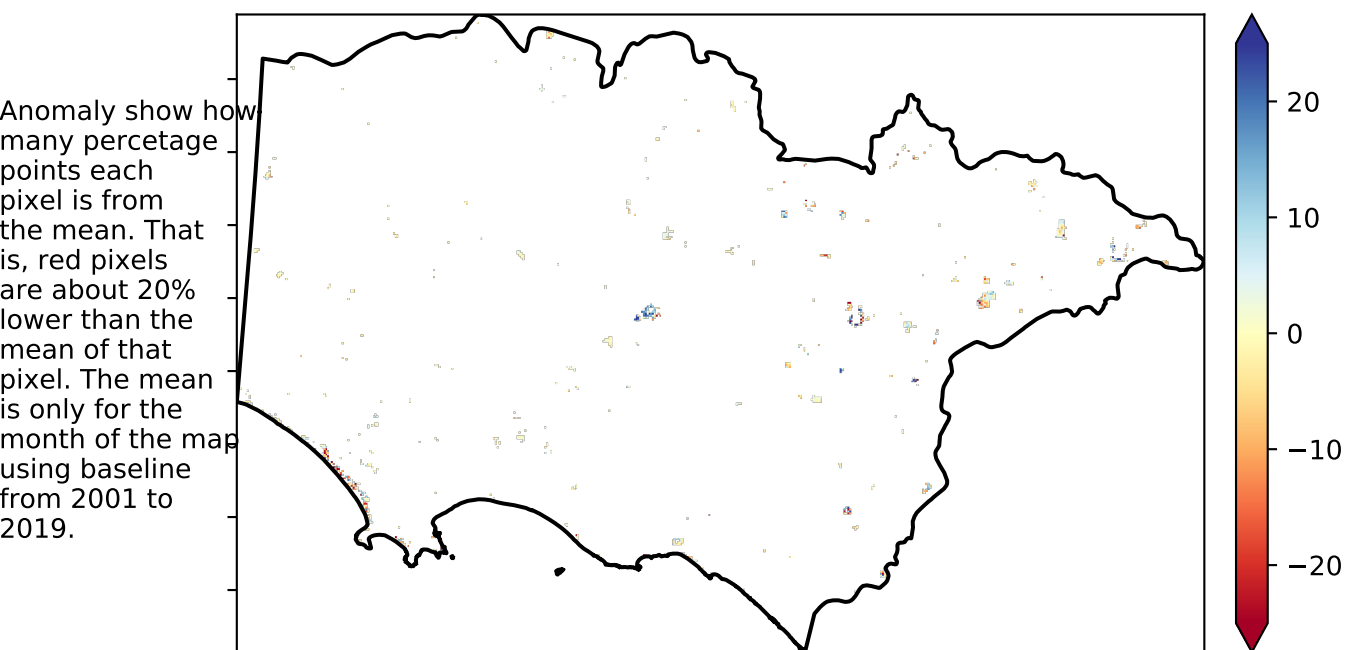 Anomaly show how
many percetage
points each
pixel is from
the mean. That
is, red pixels
are about 20%
lower than the
mean of that
pixel. The mean
is only for the
month of the map
using baseline
from 2001 to
2019.
20
10
0
−10
−20